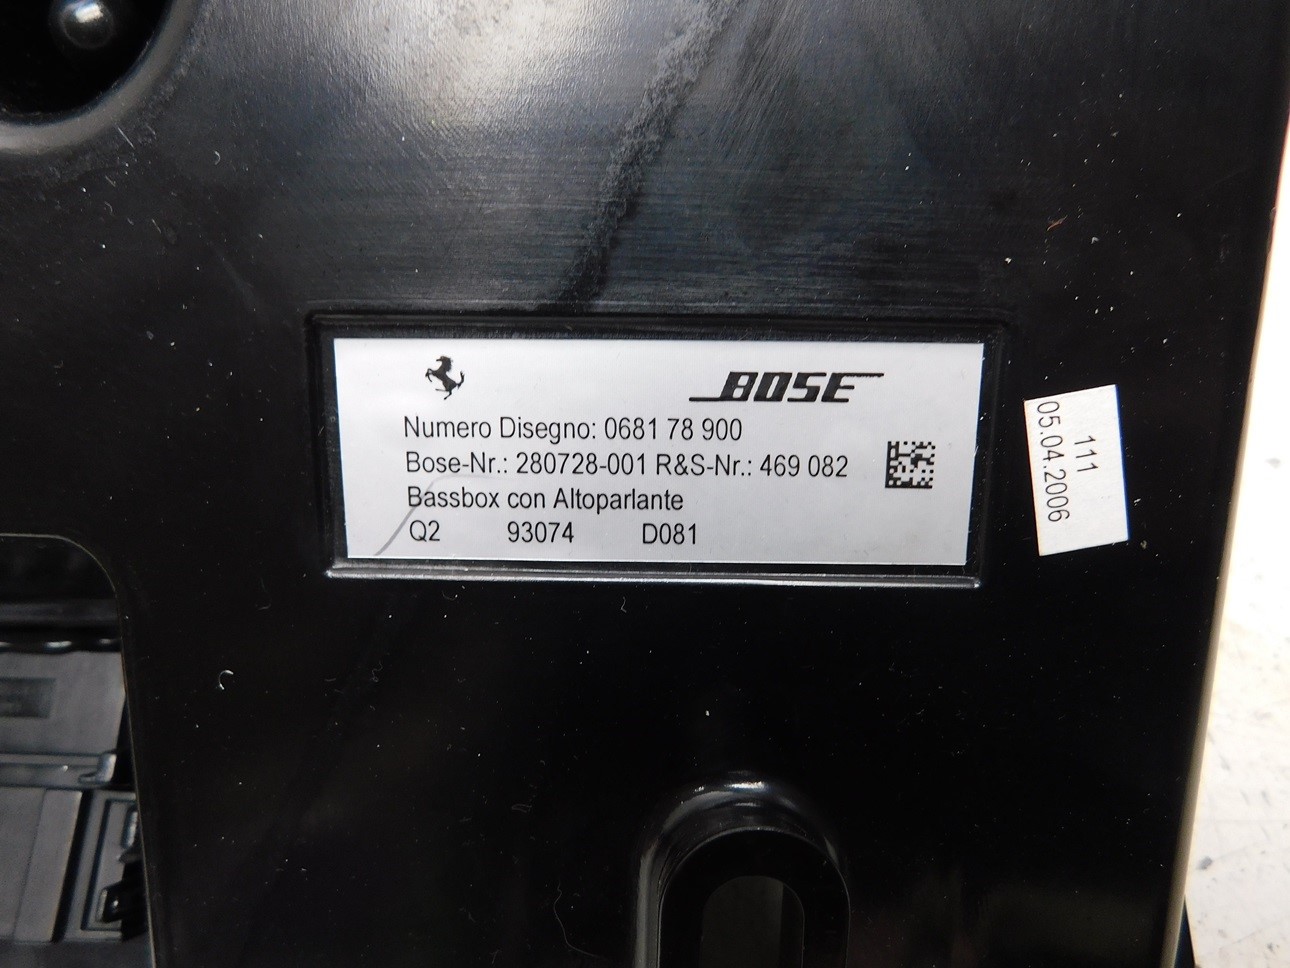 BOSE
Numero Disegno: 0681 78 900
Bose-Nr.: 280728-001 R&S-Nr.: 469 082
Bassbox con Altoparlante
Q2 93074 D081
111
05.04.2006